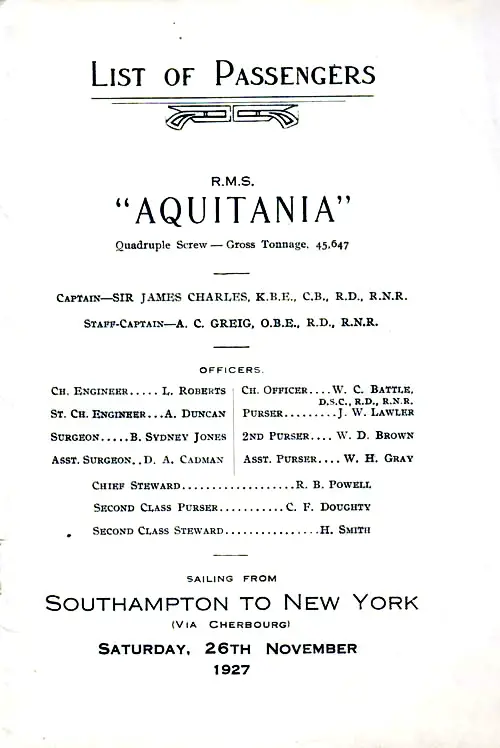 LIST OF PASSENGERS
R.M.S.
"AQUITANIA"
Quadruple Screw — Gross Tonnage, 45,647
CAPTAIN—SIR JAMES CHARLES, K.B.E., C.B., R.D., R.N.R.
STAFF-CAPTAIN—A. C. GREIG, O.B.E., R.D., R.N.R.
OFFICERS.
CH. ENGINEER..... L. ROBERTS
ST. CH. ENGINEER...A. DUNCAN
SURGEON.....B. SYDNEY JONES
ASST. SURGEON..D. A. CADMAN
CH. OFFICER....W. C. BATTLE,
D.S.C., R.D., R.N.R.
PURSER.........J. W. LAWLER
2ND PURSER.... W. D. BROWN
ASST. PURSER.... W. H. GRAY
CHIEF STEWARD...................R. B. POWELL
SECOND CLASS PURSER...........C. F. DOUGHTY
SECOND CLASS STEWARD................H. SMITH
SAILING FROM
SOUTHAMPTON TO NEW YORK
(VIA CHERBOURG)
SATURDAY, 26TH NOVEMBER
1927